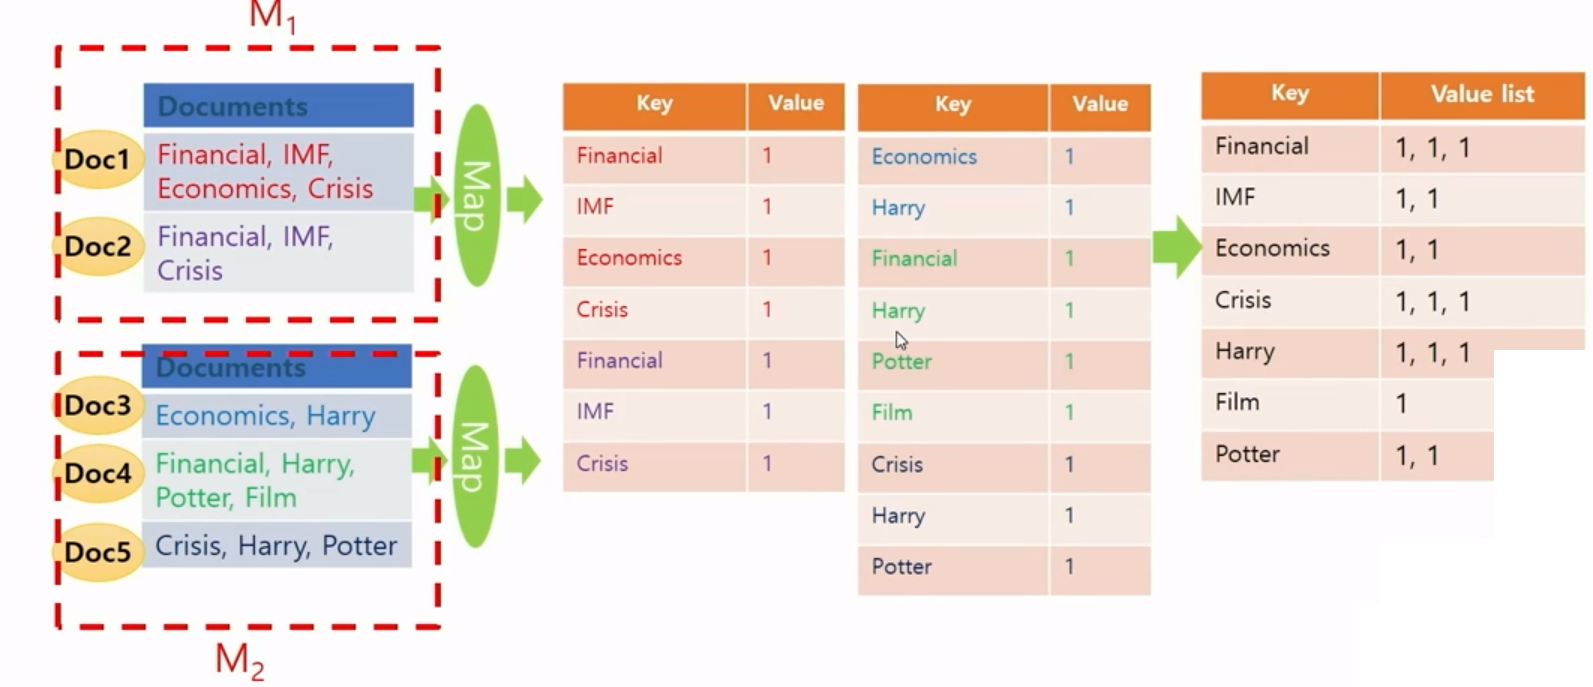 M1
Documents
Doc1
Financial, IMF,
Economics, Crisis
Doc2
Financial, IMF,
Crisis
Map
Documents
Doc3
Economics, Harry
Doc4
Financial, Harry,
Potter, Film
Doc5
Crisis, Harry, Potter
Map
M2
Key Value
Financial 1
IMF 1
Economics 1
Crisis 1
Financial 1
IMF 1
Crisis 1
Key Value
Economics 1
Harry 1
Financial 1
Harry 1
Potter 1
Film 1
Crisis 1
Harry 1
Potter 1
Key Value list
Financial 1, 1, 1
IMF 1, 1
Economics 1, 1
Crisis 1, 1, 1
Harry 1, 1, 1
Film 1
Potter 1, 1